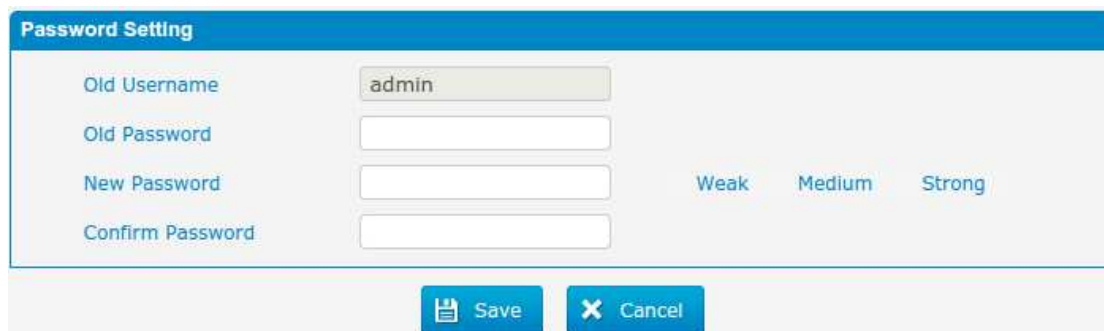 Password Setting
Old Username admin
Old Password
New Password Weak Medium Strong
Confirm Password
Save Cancel